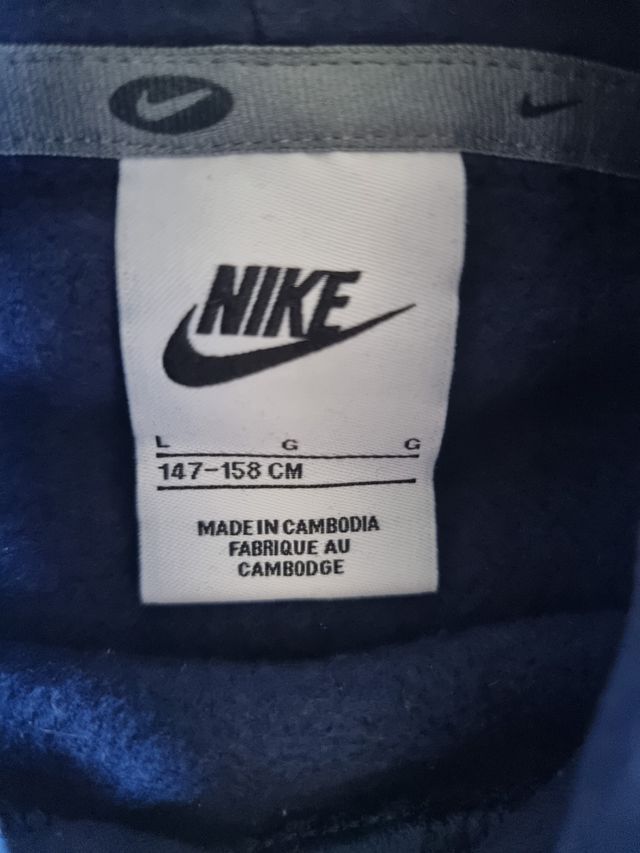 NIKE
L G G
147-158 CM
MADE IN CAMBODIA
FABRIQUE AU
CAMBODGE